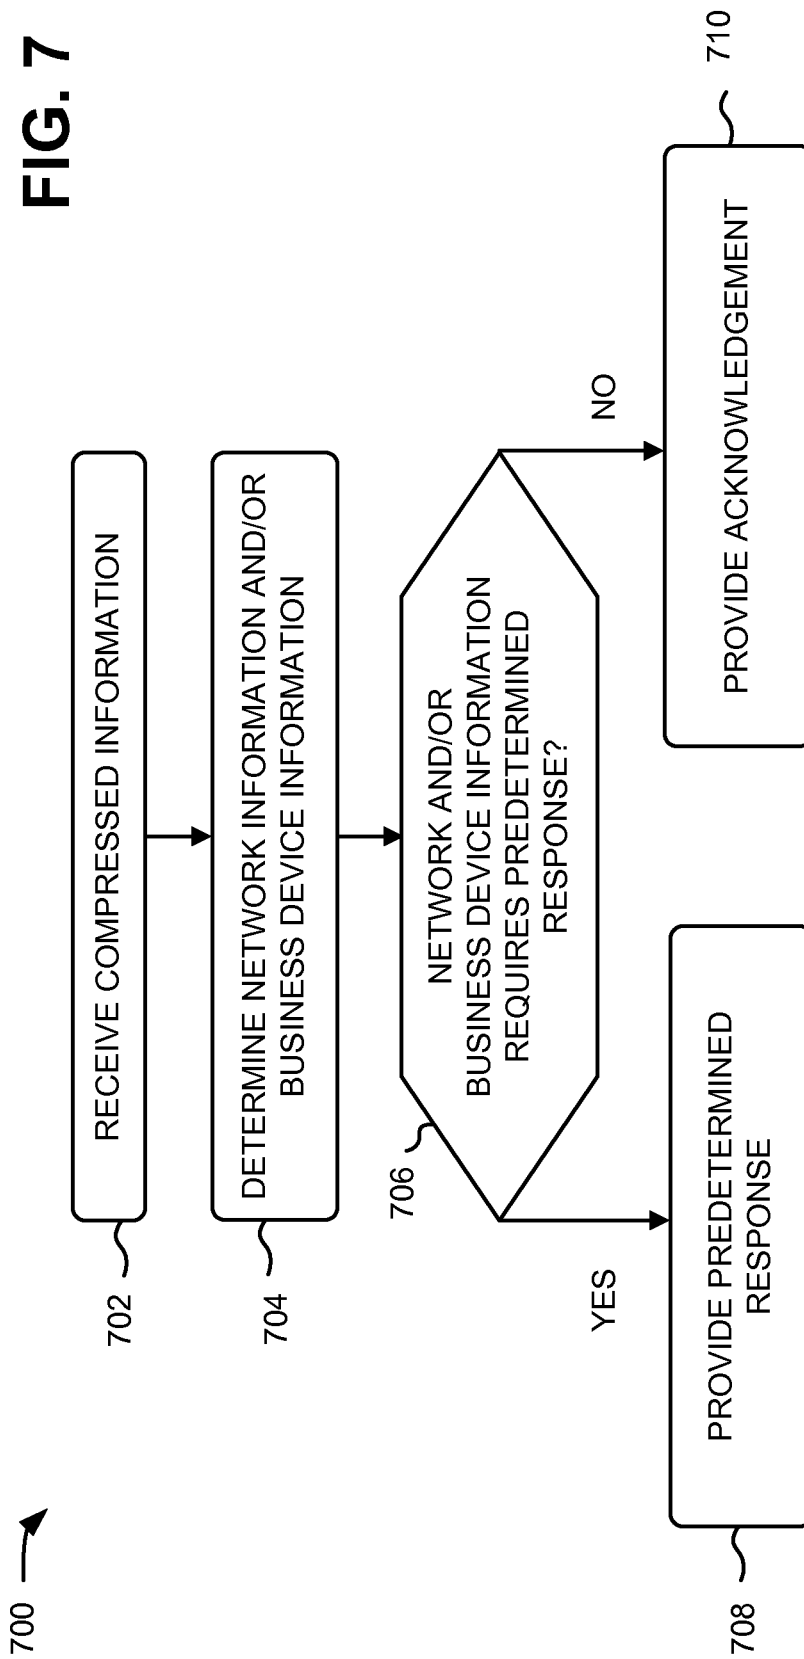 FIG. 7
700
702
RECEIVE COMPRESSED INFORMATION
704
DETERMINE NETWORK INFORMATION AND/OR
BUSINESS DEVICE INFORMATION
706
NETWORK AND/OR
BUSINESS DEVICE INFORMATION
REQUIRES PREDETERMINED
RESPONSE?
YES
NO
708
PROVIDE PREDETERMINED
RESPONSE
PROVIDE ACKNOWLEDGEMENT
710